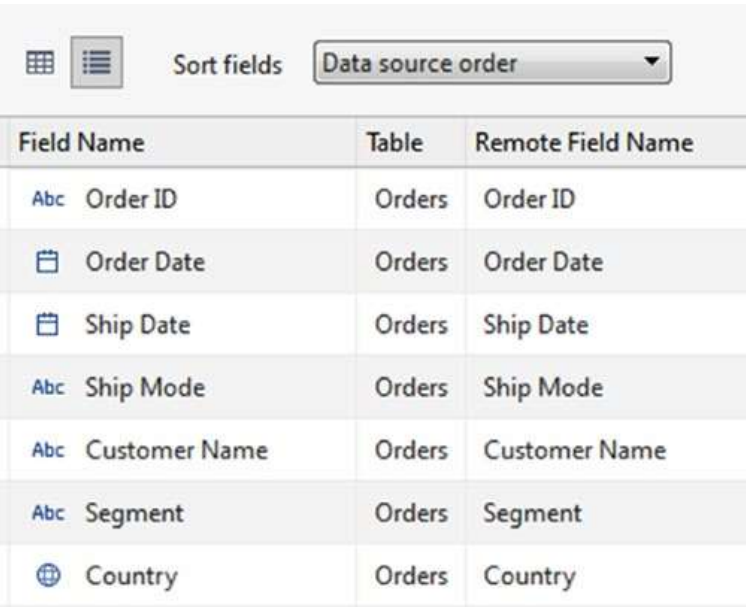 Sort fields Data source order
Field Name Table Remote Field Name
Abc Order ID Orders Order ID
Order Date Orders Order Date
Ship Date Orders Ship Date
Abc Ship Mode Orders Ship Mode
Abc Customer Name Orders Customer Name
Abc Segment Orders Segment
Country Orders Country